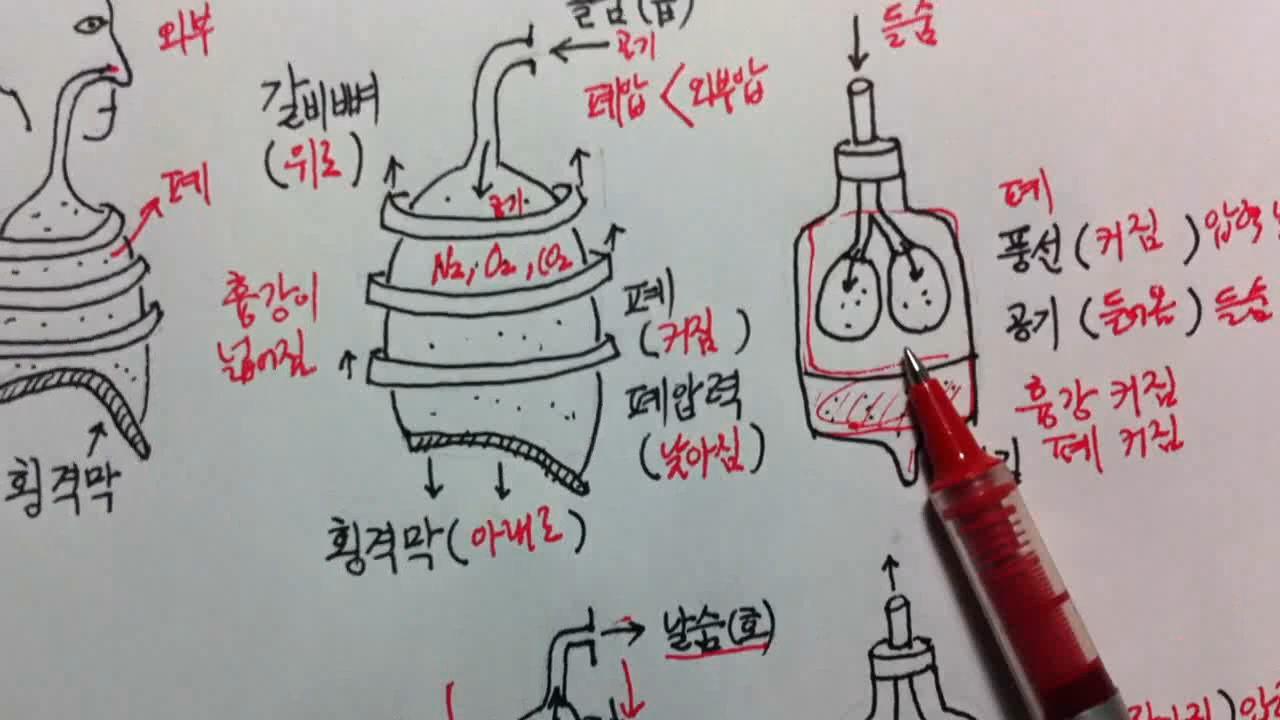 외부
폐
횡격막
갈비뼈
(위로)
공기
폐압 < 외부압
공기
N₂, O₂, CO₂
흉강이
넓어짐
폐
(커짐)
폐압력
(낮아짐)
횡격막(아래로)
들숨
폐
풍선(커짐) 압력
공기(들어옴) 들숨
흉강 커짐
폐 커짐
날숨(호)